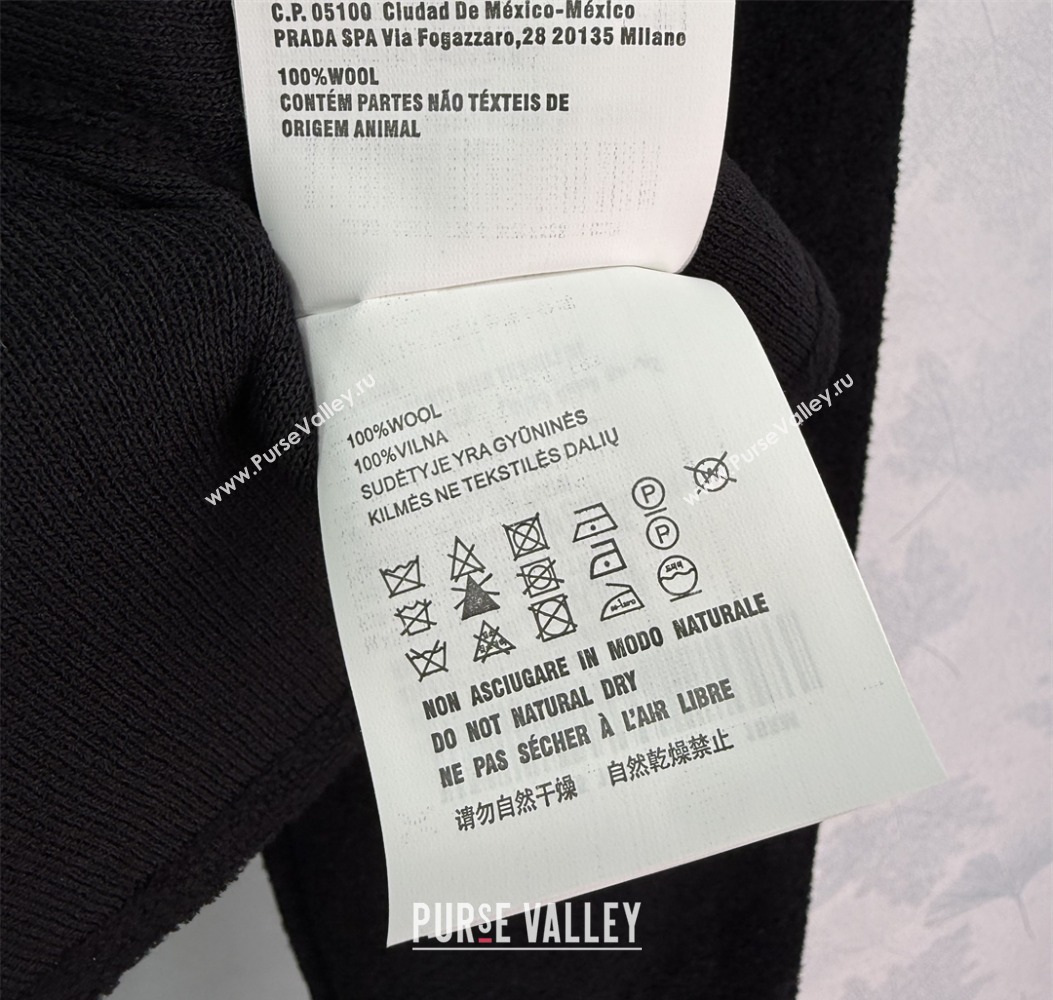 C.P. 05100 Ciudad De México-México
PRADA SPA Via Fogazzaro,28 20135 Milano
100%WOOL
CONTÉM PARTES NÃO TÉXTEIS DE
ORIGEM ANIMAL
100%WOOL
100%VILNA
SUDĖTYJE YRA GYŪNINĖS
KILMĖS NE TEKSTILĖS DALIŲ
P
W
P
NON ASCIUGARE IN MODO NATURALE
DO NOT NATURAL DRY
NE PAS SÉCHER À L'AIR LIBRE
请勿自然干燥 自然乾燥禁止
www.PurseValley.ru
www.PurseValley.ru
PURSE VALLEY